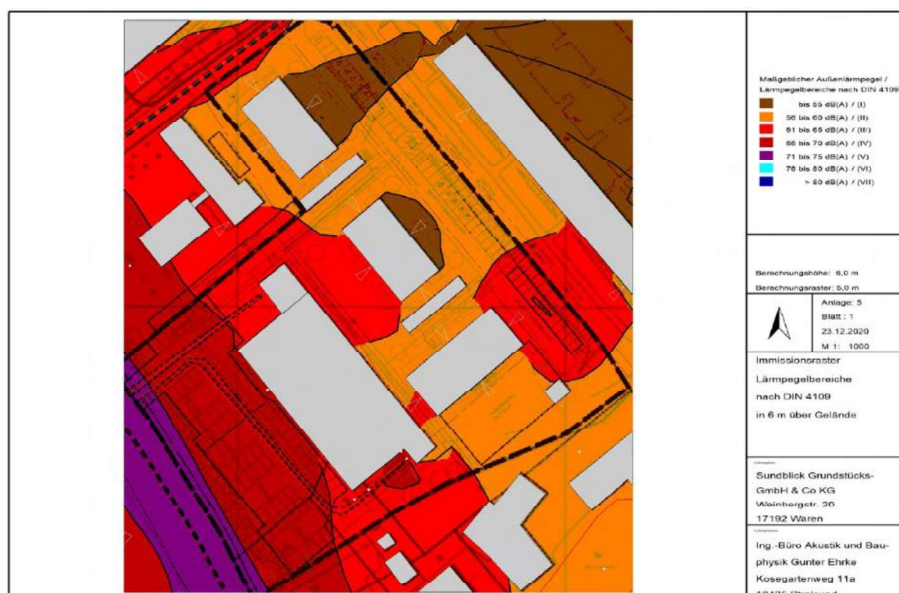 Maßgeblicher Außenlärmpegel /
Lärmpegelbereiche nach DIN 4109
bis 55 dB(A) / (I)
56 bis 60 dB(A) / (II)
61 bis 65 dB(A) / (III)
66 bis 70 dB(A) / (IV)
71 bis 75 dB(A) / (V)
76 bis 80 dB(A) / (VI)
> 80 dB(A) / (VII)
Berechnungshöhe: 6,0 m
Berechnungsraster: 5,0 m
Anlage: 5
Blatt : 1
23.12.2020
M 1: 1000
Immissionsraster
Lärmpegelbereiche
nach DIN 4109
in 6 m über Gelände
Sundblick Grundstücks-
GmbH & Co KG
Weinbergstr. 20
17192 Waren
Ing.-Büro Akustik und Bau-
physik Gunter Ehrke
Kosegartenweg 11a